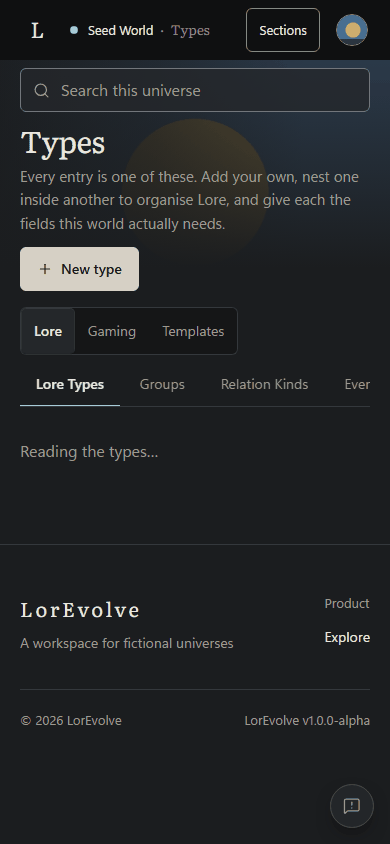 L
Seed World · Types
Sections
Search this universe
Types
Every entry is one of these. Add your own, nest one
inside another to organise Lore, and give each the
fields this world actually needs.
+ New type
Lore
Gaming
Templates
Lore Types
Groups
Relation Kinds
Ever
Reading the types...
LorEvolve
A workspace for fictional universes
Product
Explore
© 2026 LorEvolve
LorEvolve v1.0.0-alpha